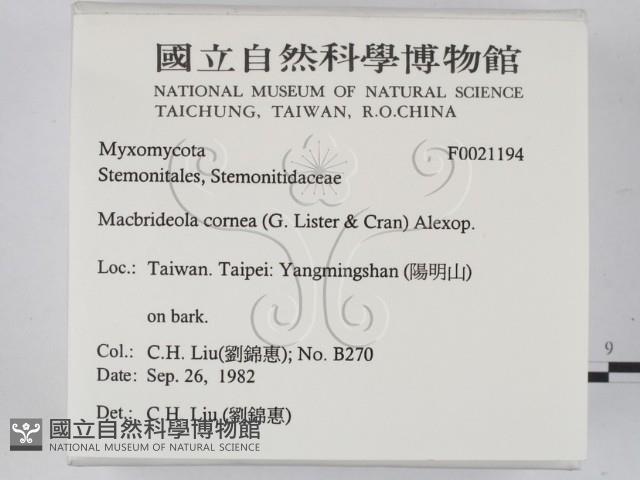 國立自然科學博物館
NATIONAL MUSEUM OF NATURAL SCIENCE
TAICHUNG, TAIWAN, R.O.CHINA
Myxomycota F0021194
Stemonitales, Stemonitidaceae
Macbrideola cornea (G. Lister & Cran) Alexop.
Loc.: Taiwan. Taipei: Yangmingshan (陽明山)
on bark.
Col.: C.H. Liu(劉錦惠); No. B270
Date: Sep. 26, 1982
Det.: C.H. Liu (劉錦惠)
國立自然科學博物館
NATIONAL MUSEUM OF NATURAL SCIENCE
9